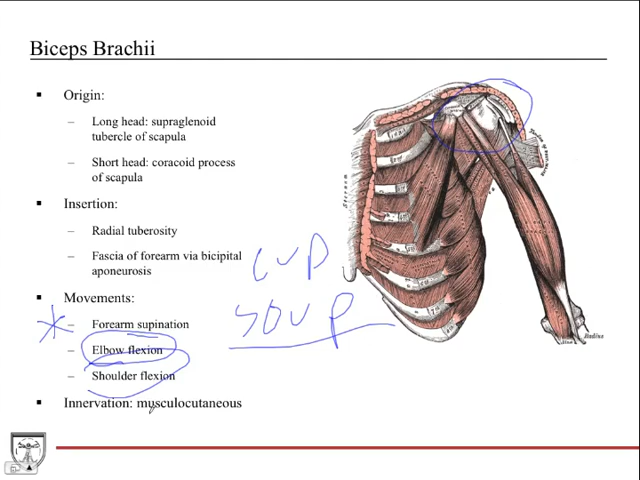 Biceps Brachii
Origin:
– Long head: supraglenoid
tubercle of scapula
– Short head: coracoid process
of scapula
Insertion:
– Radial tuberosity
– Fascia of forearm via bicipital
aponeurosis
Movements:
– Forearm supination
– Elbow flexion
– Shoulder flexion
Innervation: musculocutaneous
CUP
SOUP
Sternum
Radius
Ulna